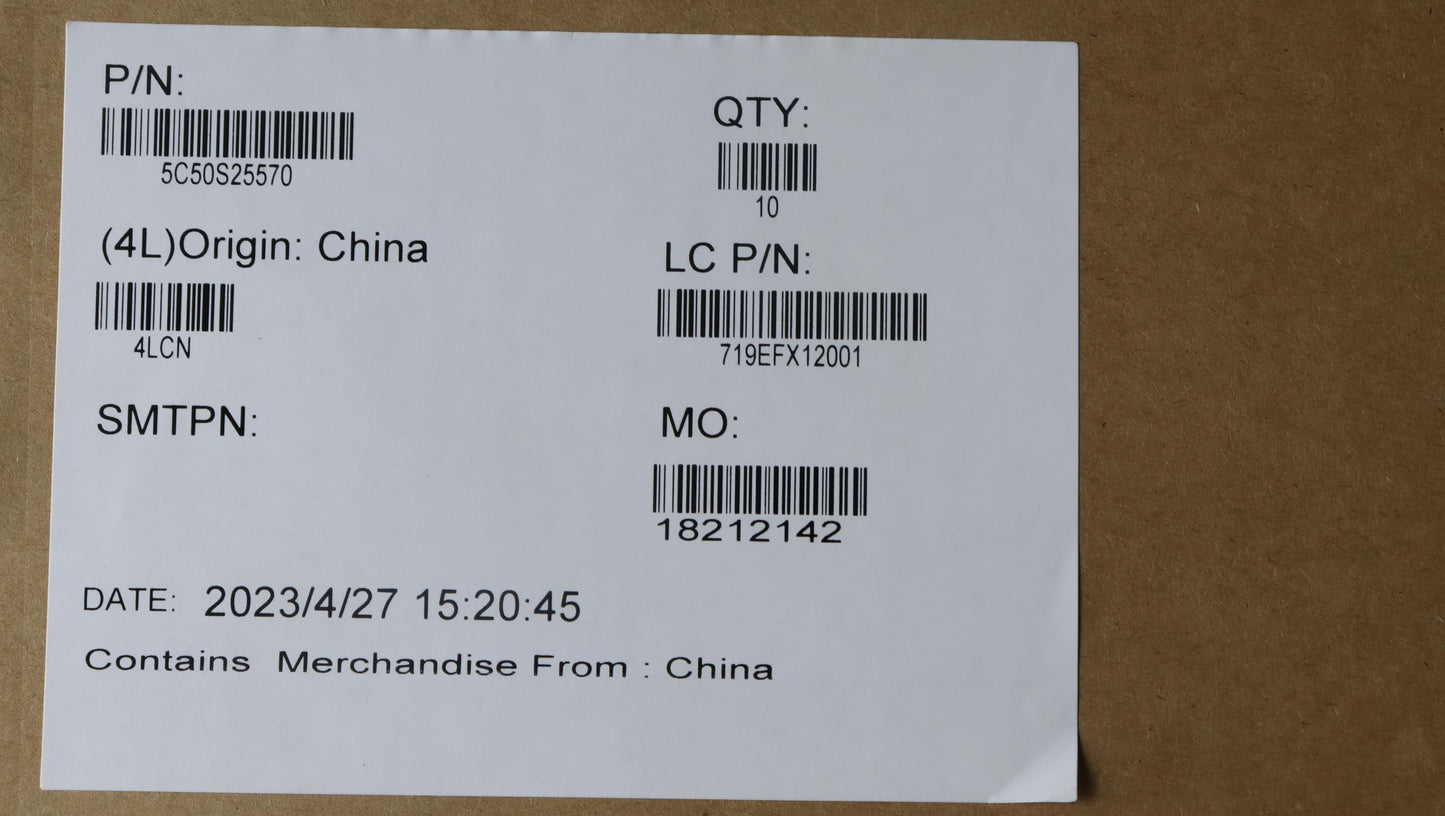 P/N:
5C50S25570
QTY:
10
(4L)Origin: China
4LCN
LC P/N:
719EFX12001
SMTPN:
MO:
18212142
DATE: 2023/4/27 15:20:45
Contains Merchandise From : China